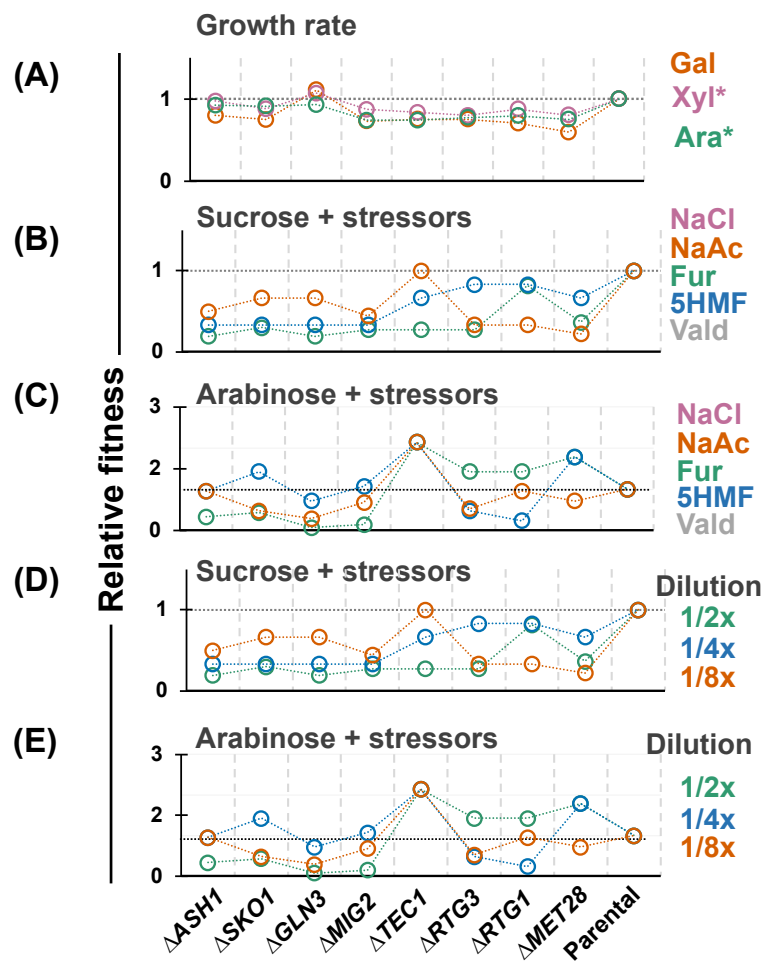 Growth rate
(A)
Gal
Xyl*
Ara*
1
0
Relative fitness
Sucrose + stressors
(B)
NaCl
NaAc
Fur
5HMF
Vald
1
0
Arabinose + stressors
(C)
NaCl
NaAc
Fur
5HMF
Vald
3
2
0
Sucrose + stressors
(D)
Dilution
1/2x
1/4x
1/8x
1
0
Arabinose + stressors
(E)
Dilution
1/2x
1/4x
1/8x
3
2
0
ΔASH1
ΔSKO1
ΔGLN3
ΔMIG2
ΔTEC1
ΔRTG3
ΔRTG1
ΔMET28
Parental